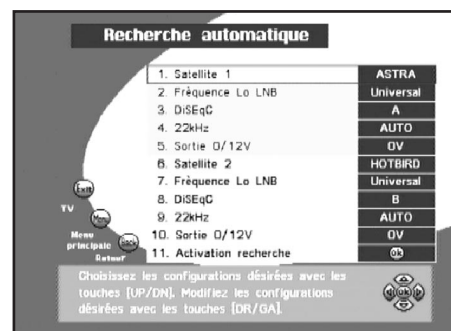 Recherche automatique
1. Satellite 1 ASTRA
2. Fréquence Lo LNB Universal
3. DiSEqC A
4. 22kHz AUTO
5. Sortie 0/12V 0V
6. Satellite 2 HOTBIRD
7. Fréquence Lo LNB Universal
8. DiSEqC B
9. 22kHz AUTO
10. Sortie 0/12V 0V
11. Activation recherche Ok
Exit
TV
Menu
Menu
principale
Back
Retour
Choisissez les configurations désirées avec les
touches [UP/DN]. Modifiez les configurations
désirées avec les touches [DR/GA].
ok